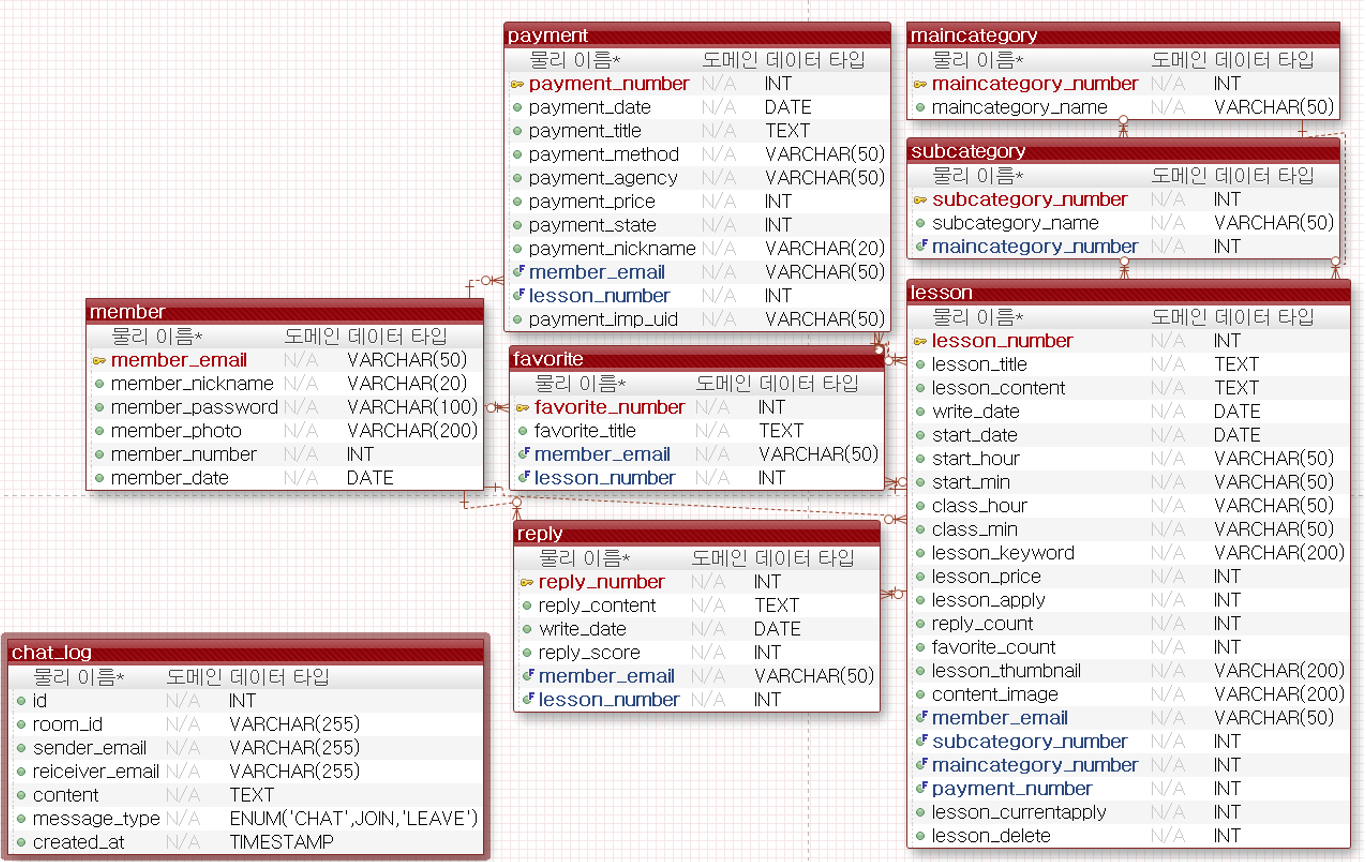 payment
물리 이름* 도메인 데이터 타입
payment_number N/A INT
payment_date N/A DATE
payment_title N/A TEXT
payment_method N/A VARCHAR(50)
payment_agency N/A VARCHAR(50)
payment_price N/A INT
payment_state N/A INT
payment_nickname N/A VARCHAR(20)
member_email N/A VARCHAR(50)
lesson_number N/A INT
payment_imp_uid N/A VARCHAR(50)
maincategory
물리 이름* 도메인 데이터 타입
maincategory_number N/A INT
maincategory_name N/A VARCHAR(50)
subcategory
물리 이름* 도메인 데이터 타입
subcategory_number N/A INT
subcategory_name N/A VARCHAR(50)
maincategory_number N/A INT
member
물리 이름* 도메인 데이터 타입
member_email N/A VARCHAR(50)
member_nickname N/A VARCHAR(20)
member_password N/A VARCHAR(100)
member_photo N/A VARCHAR(200)
member_number N/A INT
member_date N/A DATE
favorite
물리 이름* 도메인 데이터 타입
favorite_number N/A INT
favorite_title N/A TEXT
member_email N/A VARCHAR(50)
lesson_number N/A INT
lesson
물리 이름* 도메인 데이터 타입
lesson_number N/A INT
lesson_title N/A TEXT
lesson_content N/A TEXT
write_date N/A DATE
start_date N/A DATE
start_hour N/A VARCHAR(50)
start_min N/A VARCHAR(50)
class_hour N/A VARCHAR(50)
class_min N/A VARCHAR(50)
lesson_keyword N/A VARCHAR(200)
lesson_price N/A INT
lesson_apply N/A INT
reply_count N/A INT
favorite_count N/A INT
lesson_thumbnail N/A VARCHAR(200)
content_image N/A VARCHAR(200)
member_email N/A VARCHAR(50)
subcategory_number N/A INT
maincategory_number N/A INT
payment_number N/A INT
lesson_currentapply N/A INT
lesson_delete N/A INT
reply
물리 이름* 도메인 데이터 타입
reply_number N/A INT
reply_content N/A TEXT
write_date N/A DATE
reply_score N/A INT
member_email N/A VARCHAR(50)
lesson_number N/A INT
chat_log
물리 이름* 도메인 데이터 타입
id N/A INT
room_id N/A VARCHAR(255)
sender_email N/A VARCHAR(255)
reiceiver_email N/A VARCHAR(255)
content N/A TEXT
message_type N/A ENUM('CHAT',JOIN,'LEAVE')
created_at N/A TIMESTAMP